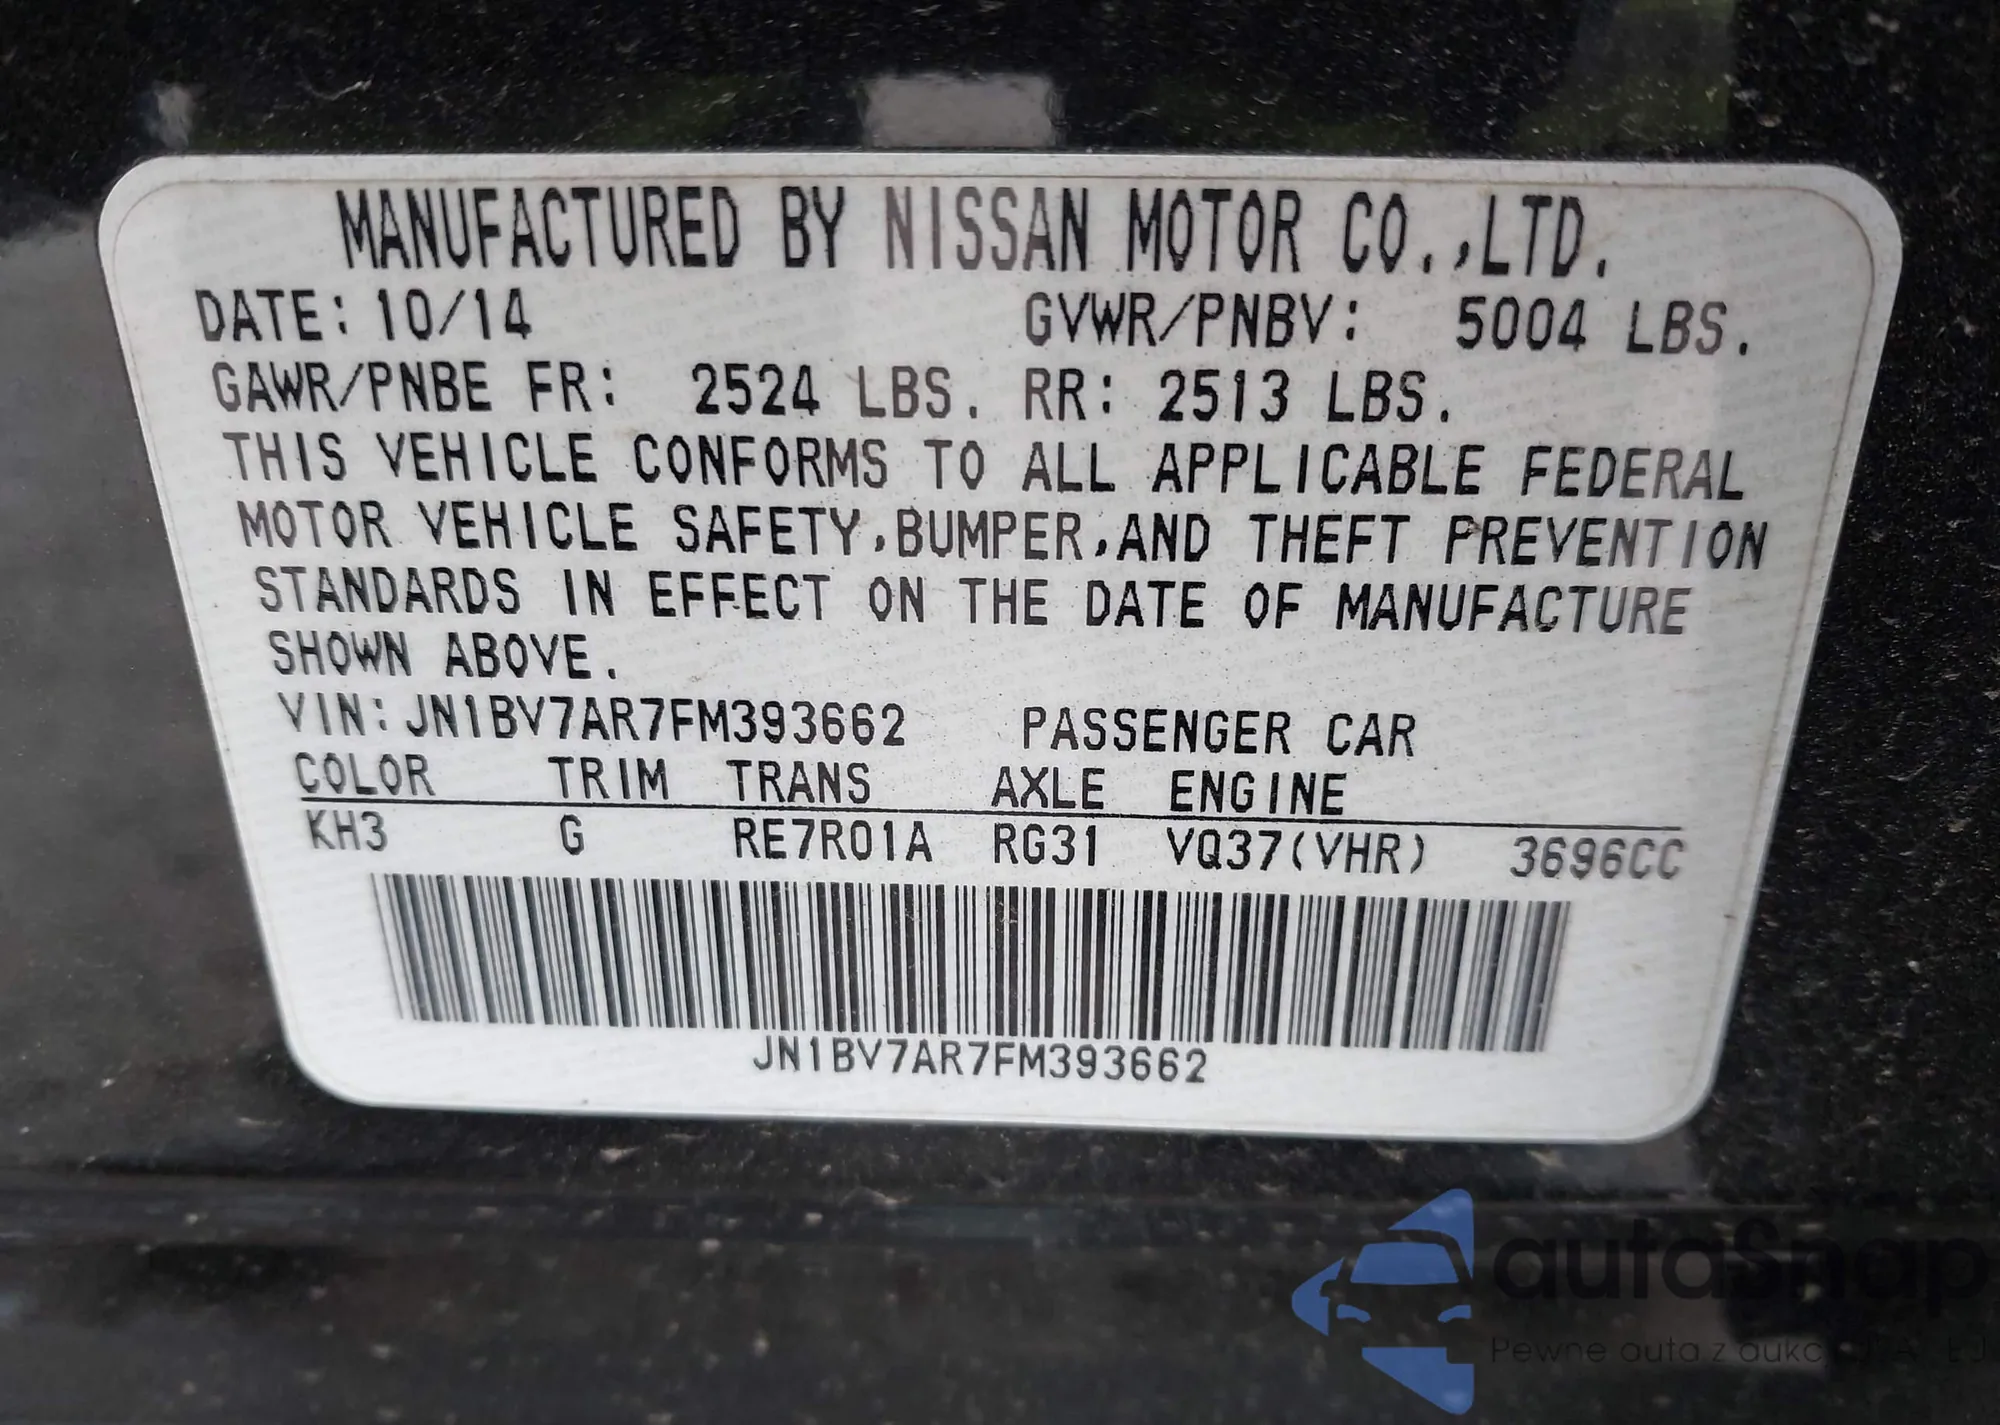 MANUFACTURED BY NISSAN MOTOR CO.,LTD.
DATE: 10/14 GVWR/PNBV: 5004 LBS.
GAWR/PNBE FR: 2524 LBS. RR: 2513 LBS.
THIS VEHICLE CONFORMS TO ALL APPLICABLE FEDERAL
MOTOR VEHICLE SAFETY,BUMPER,AND THEFT PREVENTION
STANDARDS IN EFFECT ON THE DATE OF MANUFACTURE
SHOWN ABOVE.
VIN: JN1BV7AR7FM393662 PASSENGER CAR
COLOR TRIM TRANS AXLE ENGINE
KH3 G RE7R01A RG31 VQ37(VHR) 3696CC
JN1BV7AR7FM393662
autoSnap
Pewne auta z